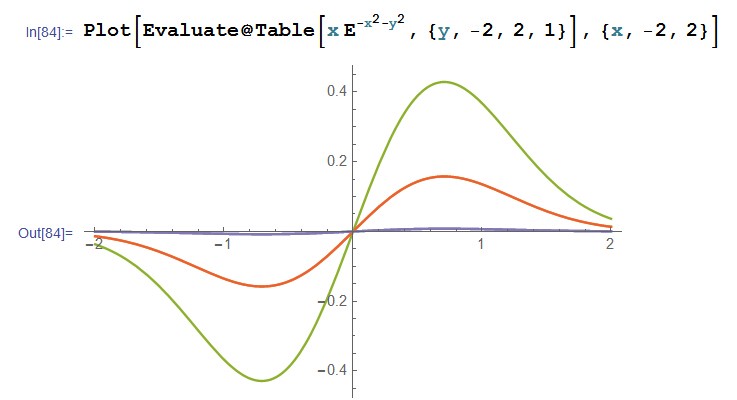 In[84]:= Plot[Evaluate@Table[x E^-x^2-y^2, {y, -2, 2, 1}], {x, -2, 2}]
0.4
0.2
Out[84]=
-2 -1 1 2
-0.2
-0.4